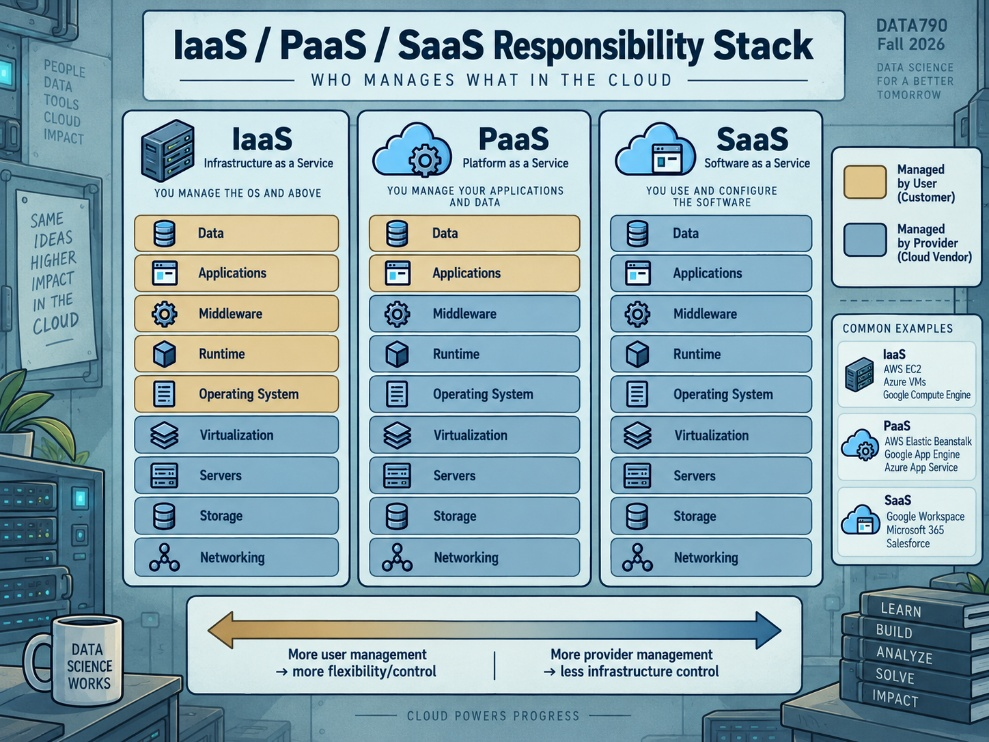 IaaS / PaaS / SaaS Responsibility Stack
WHO MANAGES WHAT IN THE CLOUD
DATA790
Fall 2026
DATA SCIENCE
FOR A BETTER
TOMORROW
PEOPLE
DATA
TOOLS
CLOUD
IMPACT
SAME
IDEAS
HIGHER
IMPACT
IN THE
CLOUD
IaaS
Infrastructure as a Service
YOU MANAGE THE OS AND ABOVE
Data
Applications
Middleware
Runtime
Operating System
Virtualization
Servers
Storage
Networking
PaaS
Platform as a Service
YOU MANAGE YOUR APPLICATIONS
AND DATA
Data
Applications
Middleware
Runtime
Operating System
Virtualization
Servers
Storage
Networking
SaaS
Software as a Service
YOU USE AND CONFIGURE
THE SOFTWARE
Data
Applications
Middleware
Runtime
Operating System
Virtualization
Servers
Storage
Networking
Managed
by User
(Customer)
Managed
by Provider
(Cloud Vendor)
COMMON EXAMPLES
IaaS
AWS EC2
Azure VMs
Google Compute Engine
PaaS
AWS Elastic Beanstalk
Google App Engine
Azure App Service
SaaS
Google Workspace
Microsoft 365
Salesforce
More user management
→ more flexibility/control
More provider management
→ less infrastructure control
DATA
SCIENCE
WORKS
LEARN
BUILD
ANALYZE
SOLVE
IMPACT
CLOUD POWERS PROGRESS